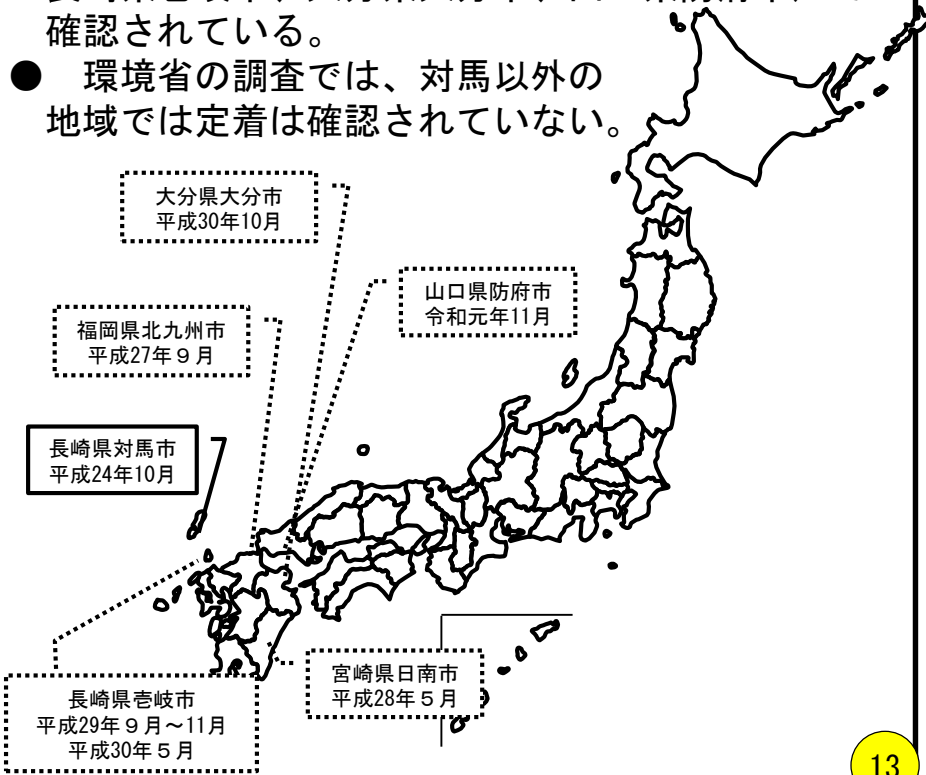 確認されている。
● 環境省の調査では、対馬以外の
地域では定着は確認されていない。
大分県大分市
平成30年10月
山口県防府市
令和元年11月
福岡県北九州市
平成27年９月
長崎県対馬市
平成24年10月
宮崎県日南市
平成28年５月
長崎県壱岐市
平成29年９月～11月
平成30年５月
13